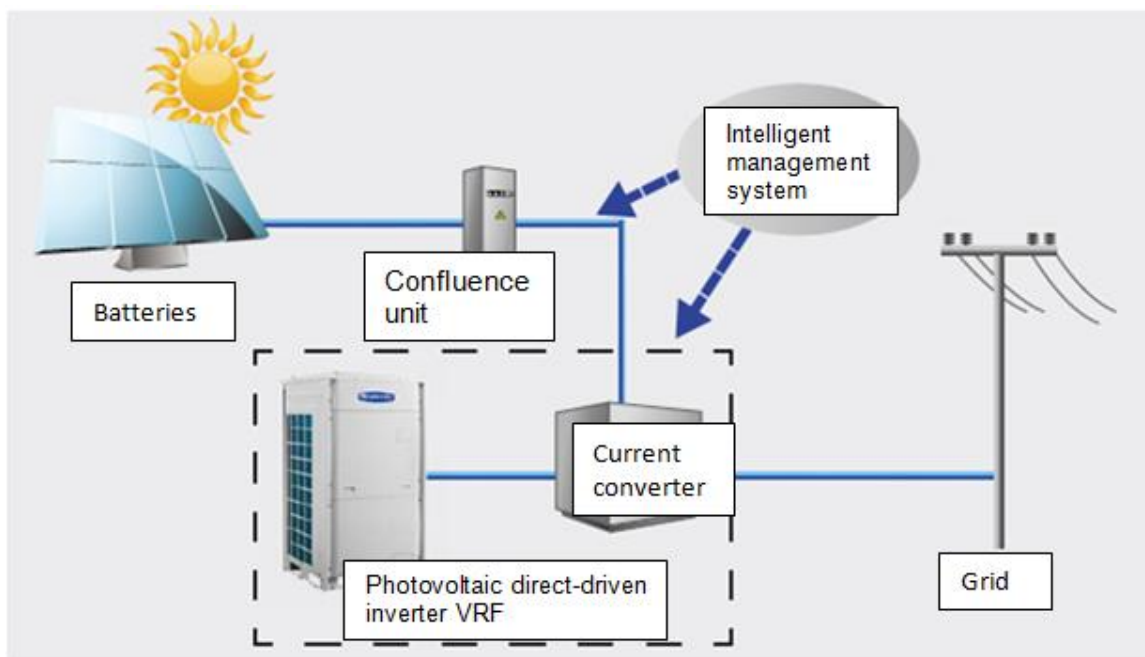 Intelligent
management
system
Confluence
unit
Batteries
Current
converter
Photovoltaic direct-driven
inverter VRF
Grid